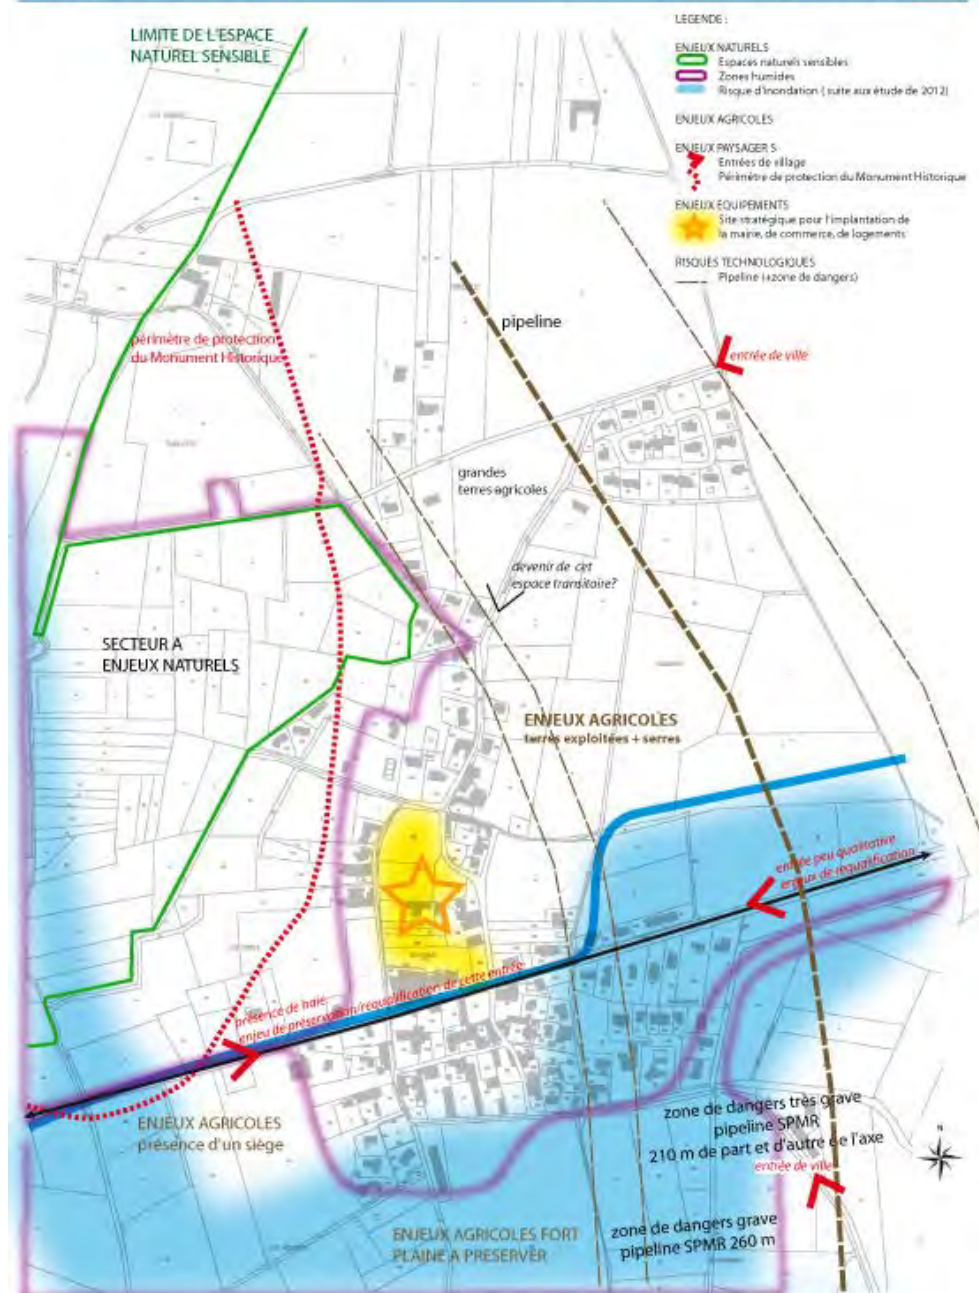 LIMITE DE L'ESPACE
NATUREL SENSIBLE
LEGENDE :
ENJEUX NATURELS
Espaces naturels sensibles
Zones humides
Risque d'inondation ( suite aux étude de 2012)
ENJEUX AGRICOLES
ENJEUX PAYSAGER S
Entrées de village
Périmètre de protection du Monument Historique
ENJEUX EQUIPEMENTS
Site stratégique pour l'implantation de
la mairie, de commerce, de logements
RISQUES TECHNOLOGIQUES
Pipeline (+zone de dangers)
pipeline
périmètre de protection
du Monument Historique
entrée de ville
grandes
terres agricoles
devenir de cet
espace transitoire?
SECTEUR A
ENJEUX NATURELS
ENJEUX AGRICOLES
terres exploitées + serres
entrée peu qualitative
enjeux de requalification
présence de haie,
enjeu de préservation/requalification de cette entrée
ENJEUX AGRICOLES
présence d'un siège
zone de dangers très grave
pipeline SPMR
210 m de part et d'autre de l'axe
entrée de ville
N
ENJEUX AGRICOLES FORT
PLAINE A PRESERVER
zone de dangers grave
pipeline SPMR 260 m